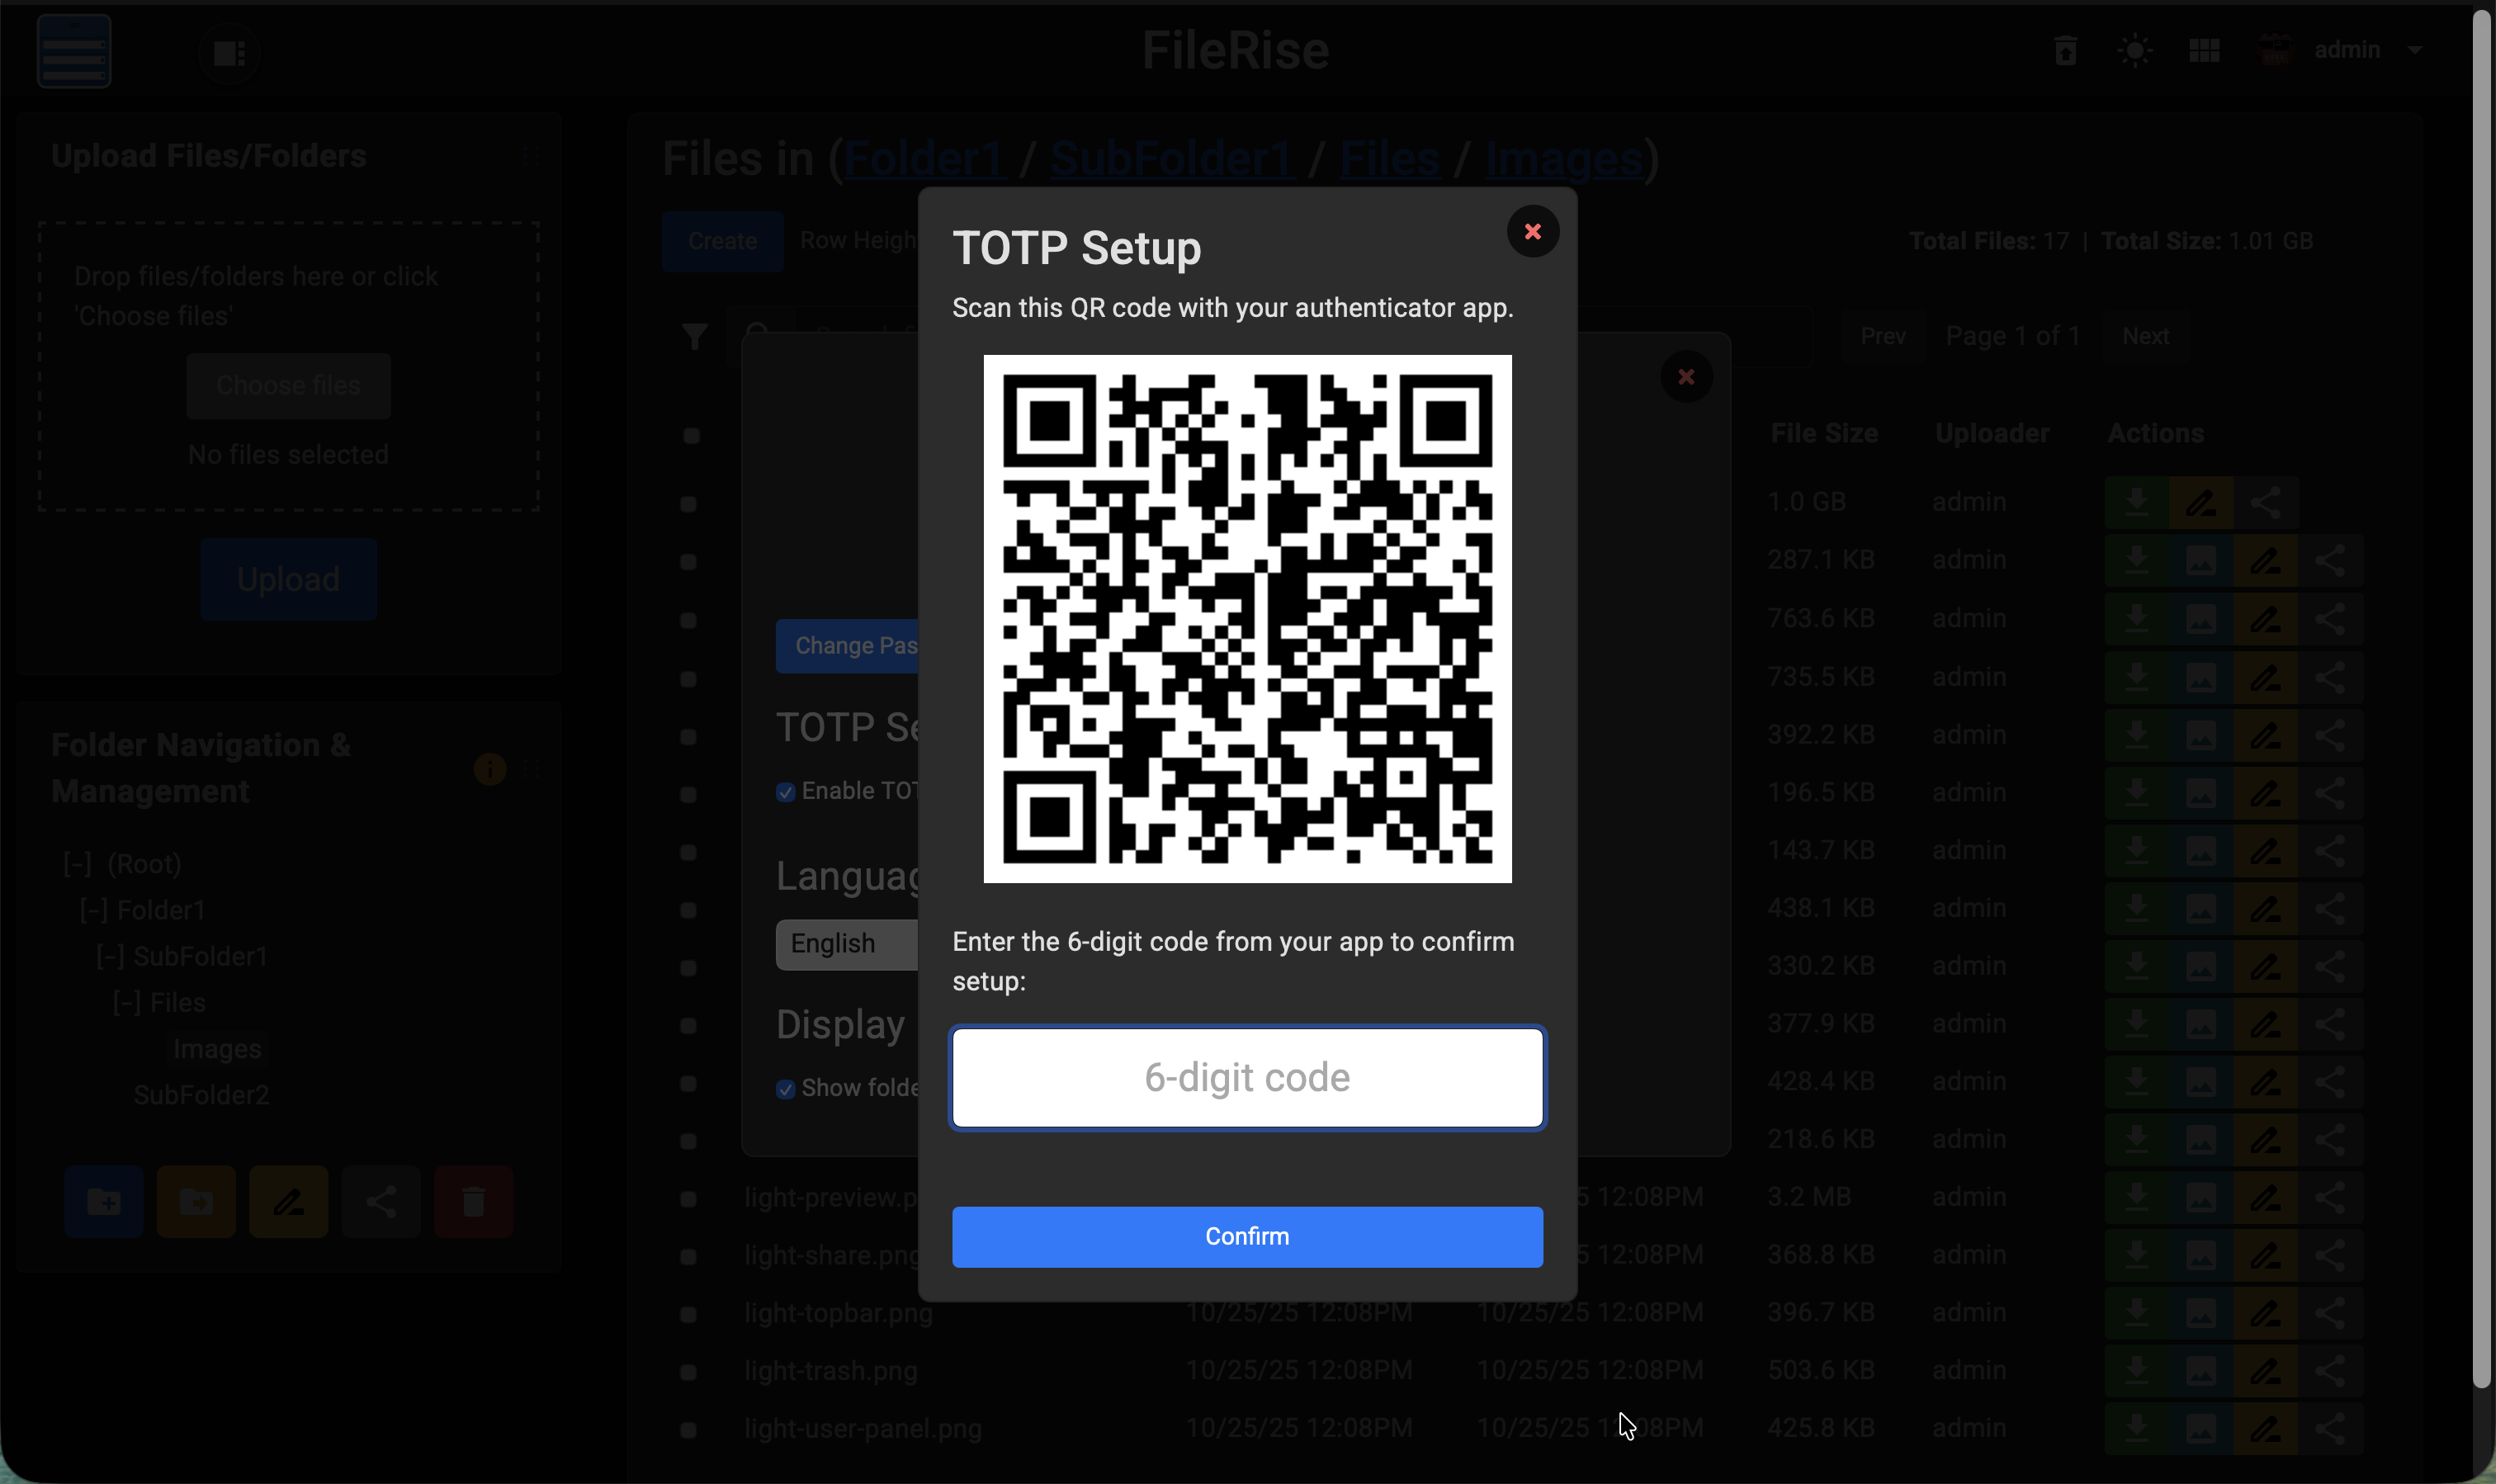 FileRise
admin
Upload Files/Folders
Drop files/folders here or click
'Choose files'
Choose files
No files selected
Upload
Folder Navigation &
Management
[-] (Root)
[-] Folder1
[-] SubFolder1
[-] Files
Images
SubFolder2
Files in (Folder1 / SubFolder1 / Files / Images)
Create
Row Heigh
Total Files: 17 | Total Size: 1.01 GB
Prev
Page 1 of 1
Next
File Size Uploader Actions
1.0 GB admin
287.1 KB admin
763.6 KB admin
735.5 KB admin
392.2 KB admin
196.5 KB admin
143.7 KB admin
438.1 KB admin
330.2 KB admin
377.9 KB admin
428.4 KB admin
218.6 KB admin
light-preview.p 5 12:08PM 3.2 MB admin
light-share.png 5 12:08PM 368.8 KB admin
light-topbar.png 10/25/25 12:08PM 10/25/25 12:08PM 396.7 KB admin
light-trash.png 10/25/25 12:08PM 10/25/25 12:08PM 503.6 KB admin
light-user-panel.png 10/25/25 12:08PM 10/25/25 12:08PM 425.8 KB admin
Change Pas
TOTP Se
Enable TOT
Languag
English
Display
Show folde
TOTP Setup
Scan this QR code with your authenticator app.
Enter the 6-digit code from your app to confirm
setup:
6-digit code
Confirm